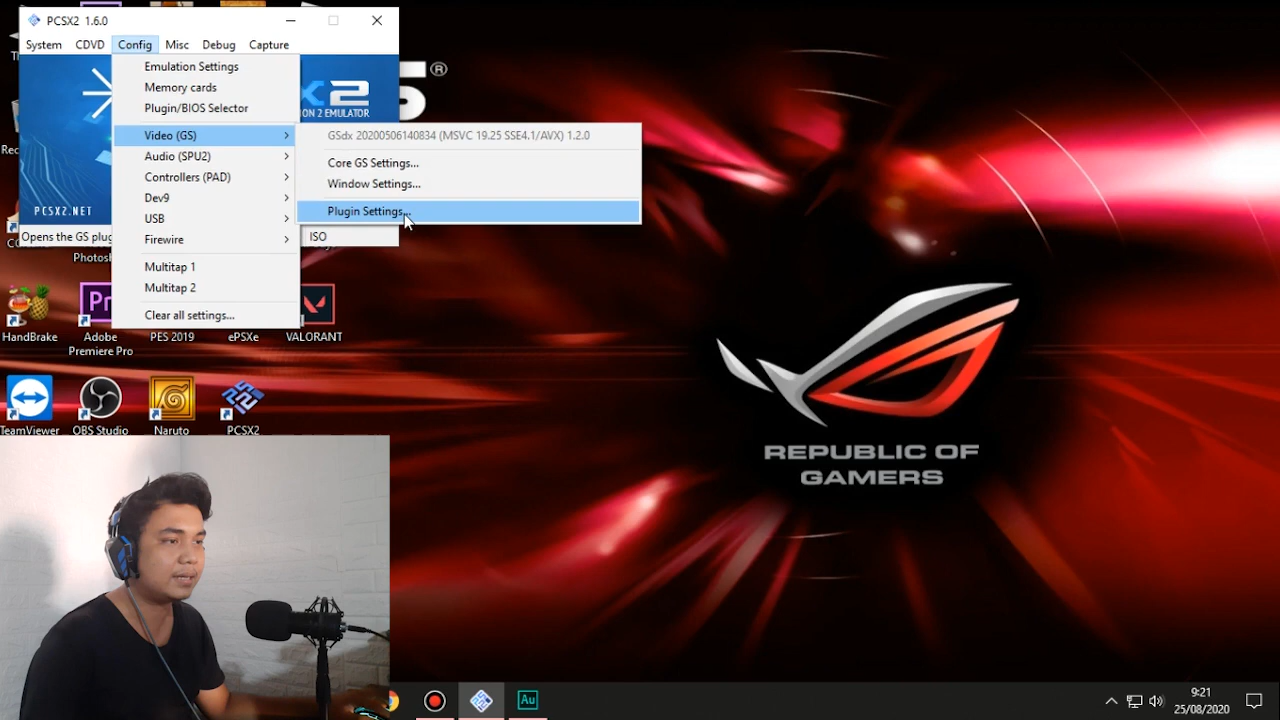 PCSX2 1.6.0
System CDVD Config Misc Debug Capture
Emulation Settings
Memory cards
Plugin/BIOS Selector
Video (GS)
Audio (SPU2)
Controllers (PAD)
Dev9
USB
Firewire
Multitap 1
Multitap 2
Clear all settings...
GSdx 20200506140834 (MSVC 19.25 SSE4.1/AVX) 1.2.0
Core GS Settings...
Window Settings...
Plugin Settings...
X2
ON 2 EMULATOR
PCSX2.NET
Opens the GS plug
ISO
®
Photosh
HandBrake
Pr
Adobe
Premiere Pro
PES 2019
ePSXe
VALORANT
TeamViewer
OBS Studio
Naruto
PCSX2
REPUBLIC OF
GAMERS
Au
9:21
25/08/2020